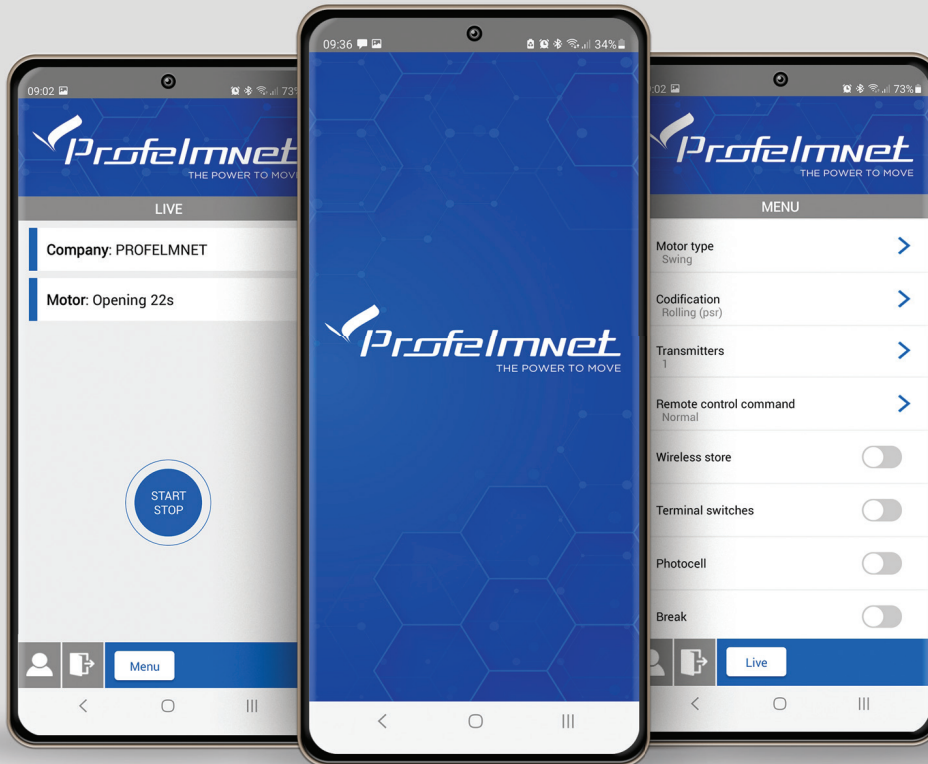 09:02
73%
Profelmnet
THE POWER TO MOVE
LIVE
Company: PROFELMNET
Motor: Opening 22s
START
STOP
Menu
09:36
34%
Profelmnet
THE POWER TO MOVE
:02
73%
Profelmnet
THE POWER TO MOVE
MENU
Motor type
Swing
Codification
Rolling (psr)
Transmitters
1
Remote control command
Normal
Wireless store
Terminal switches
Photocell
Break
Live